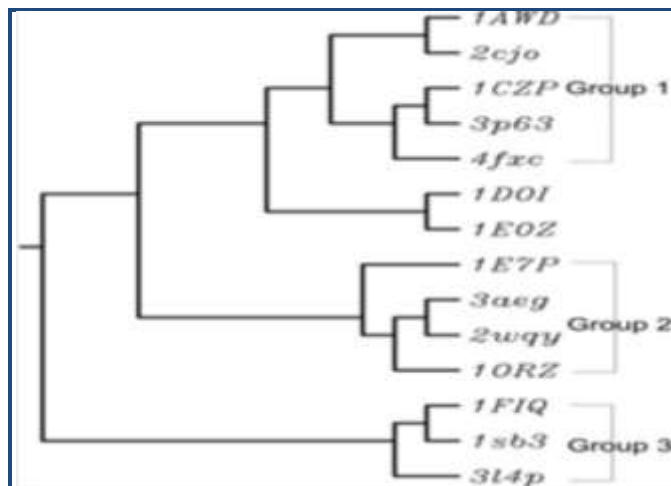 1AWD
2cjo
1CZP Group 1
3p63
4fxc
1DOI
1E0Z
1E7P
3aeg
2wqy Group 2
1ORZ
1FIQ
1sb3 Group 3
3l4p